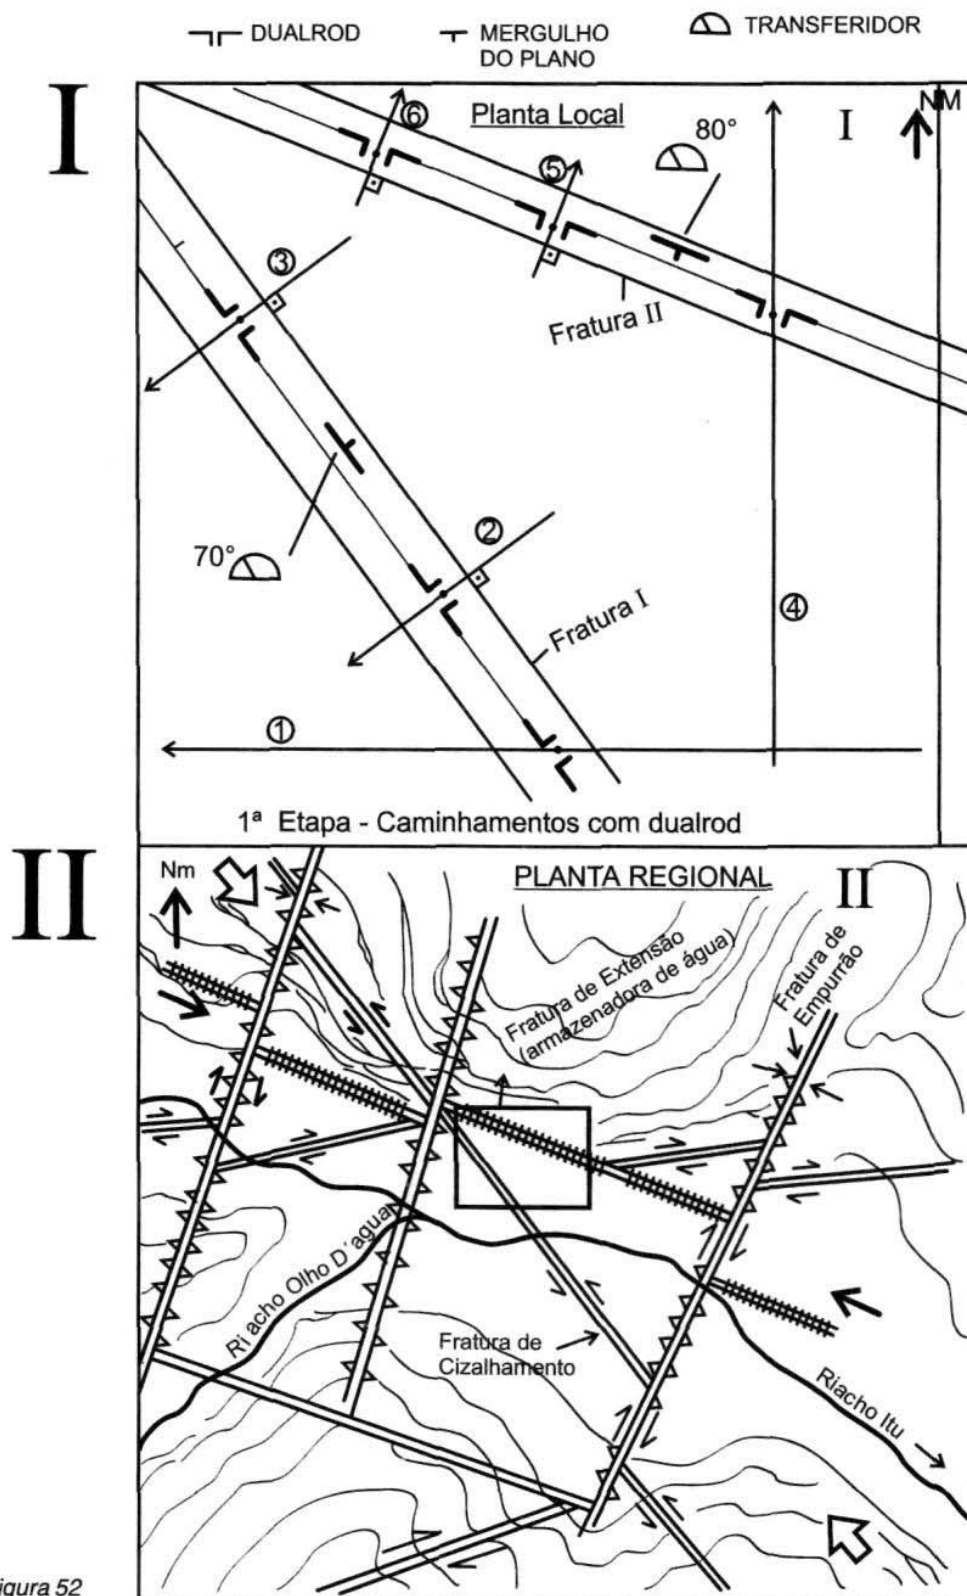 DUALROD
MERGULHO
DO PLANO
TRANSFERIDOR
I
Planta Local
I
NM
6
5
80°
3
Fratura II
2
70°
Fratura I
4
1
1ª Etapa - Caminhamentos com dualrod
II
Nm
PLANTA REGIONAL
II
Fratura de Extensão
(armazenadora de água)
Fratura de
Empurrão
Ri acho Olho D´agua
Fratura de
Cizalhamento
Riacho Itu
igura 52